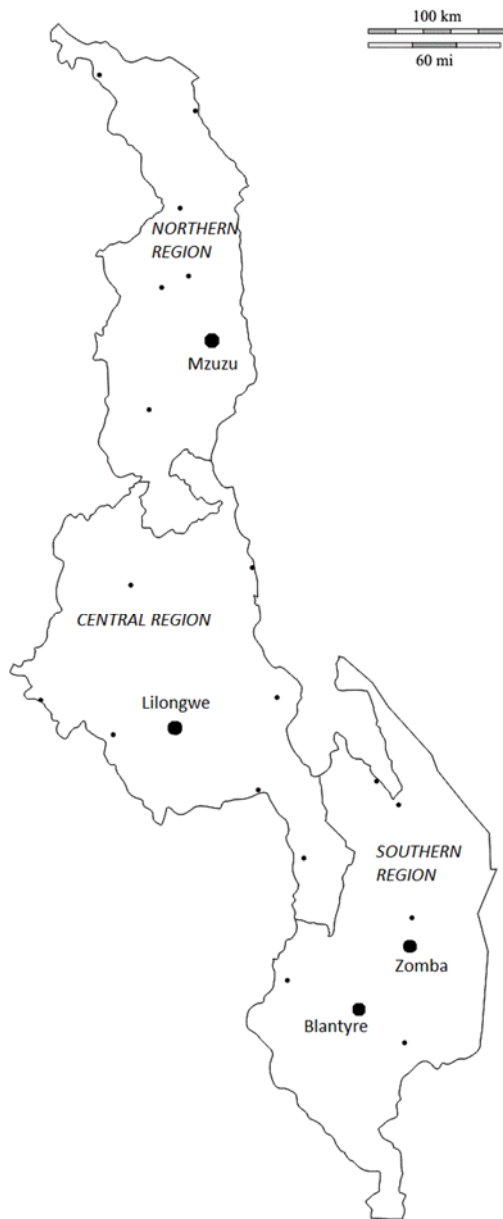 100 km
60 mi
NORTHERN
REGION
Mzuzu
CENTRAL REGION
Lilongwe
SOUTHERN
REGION
Zomba
Blantyre